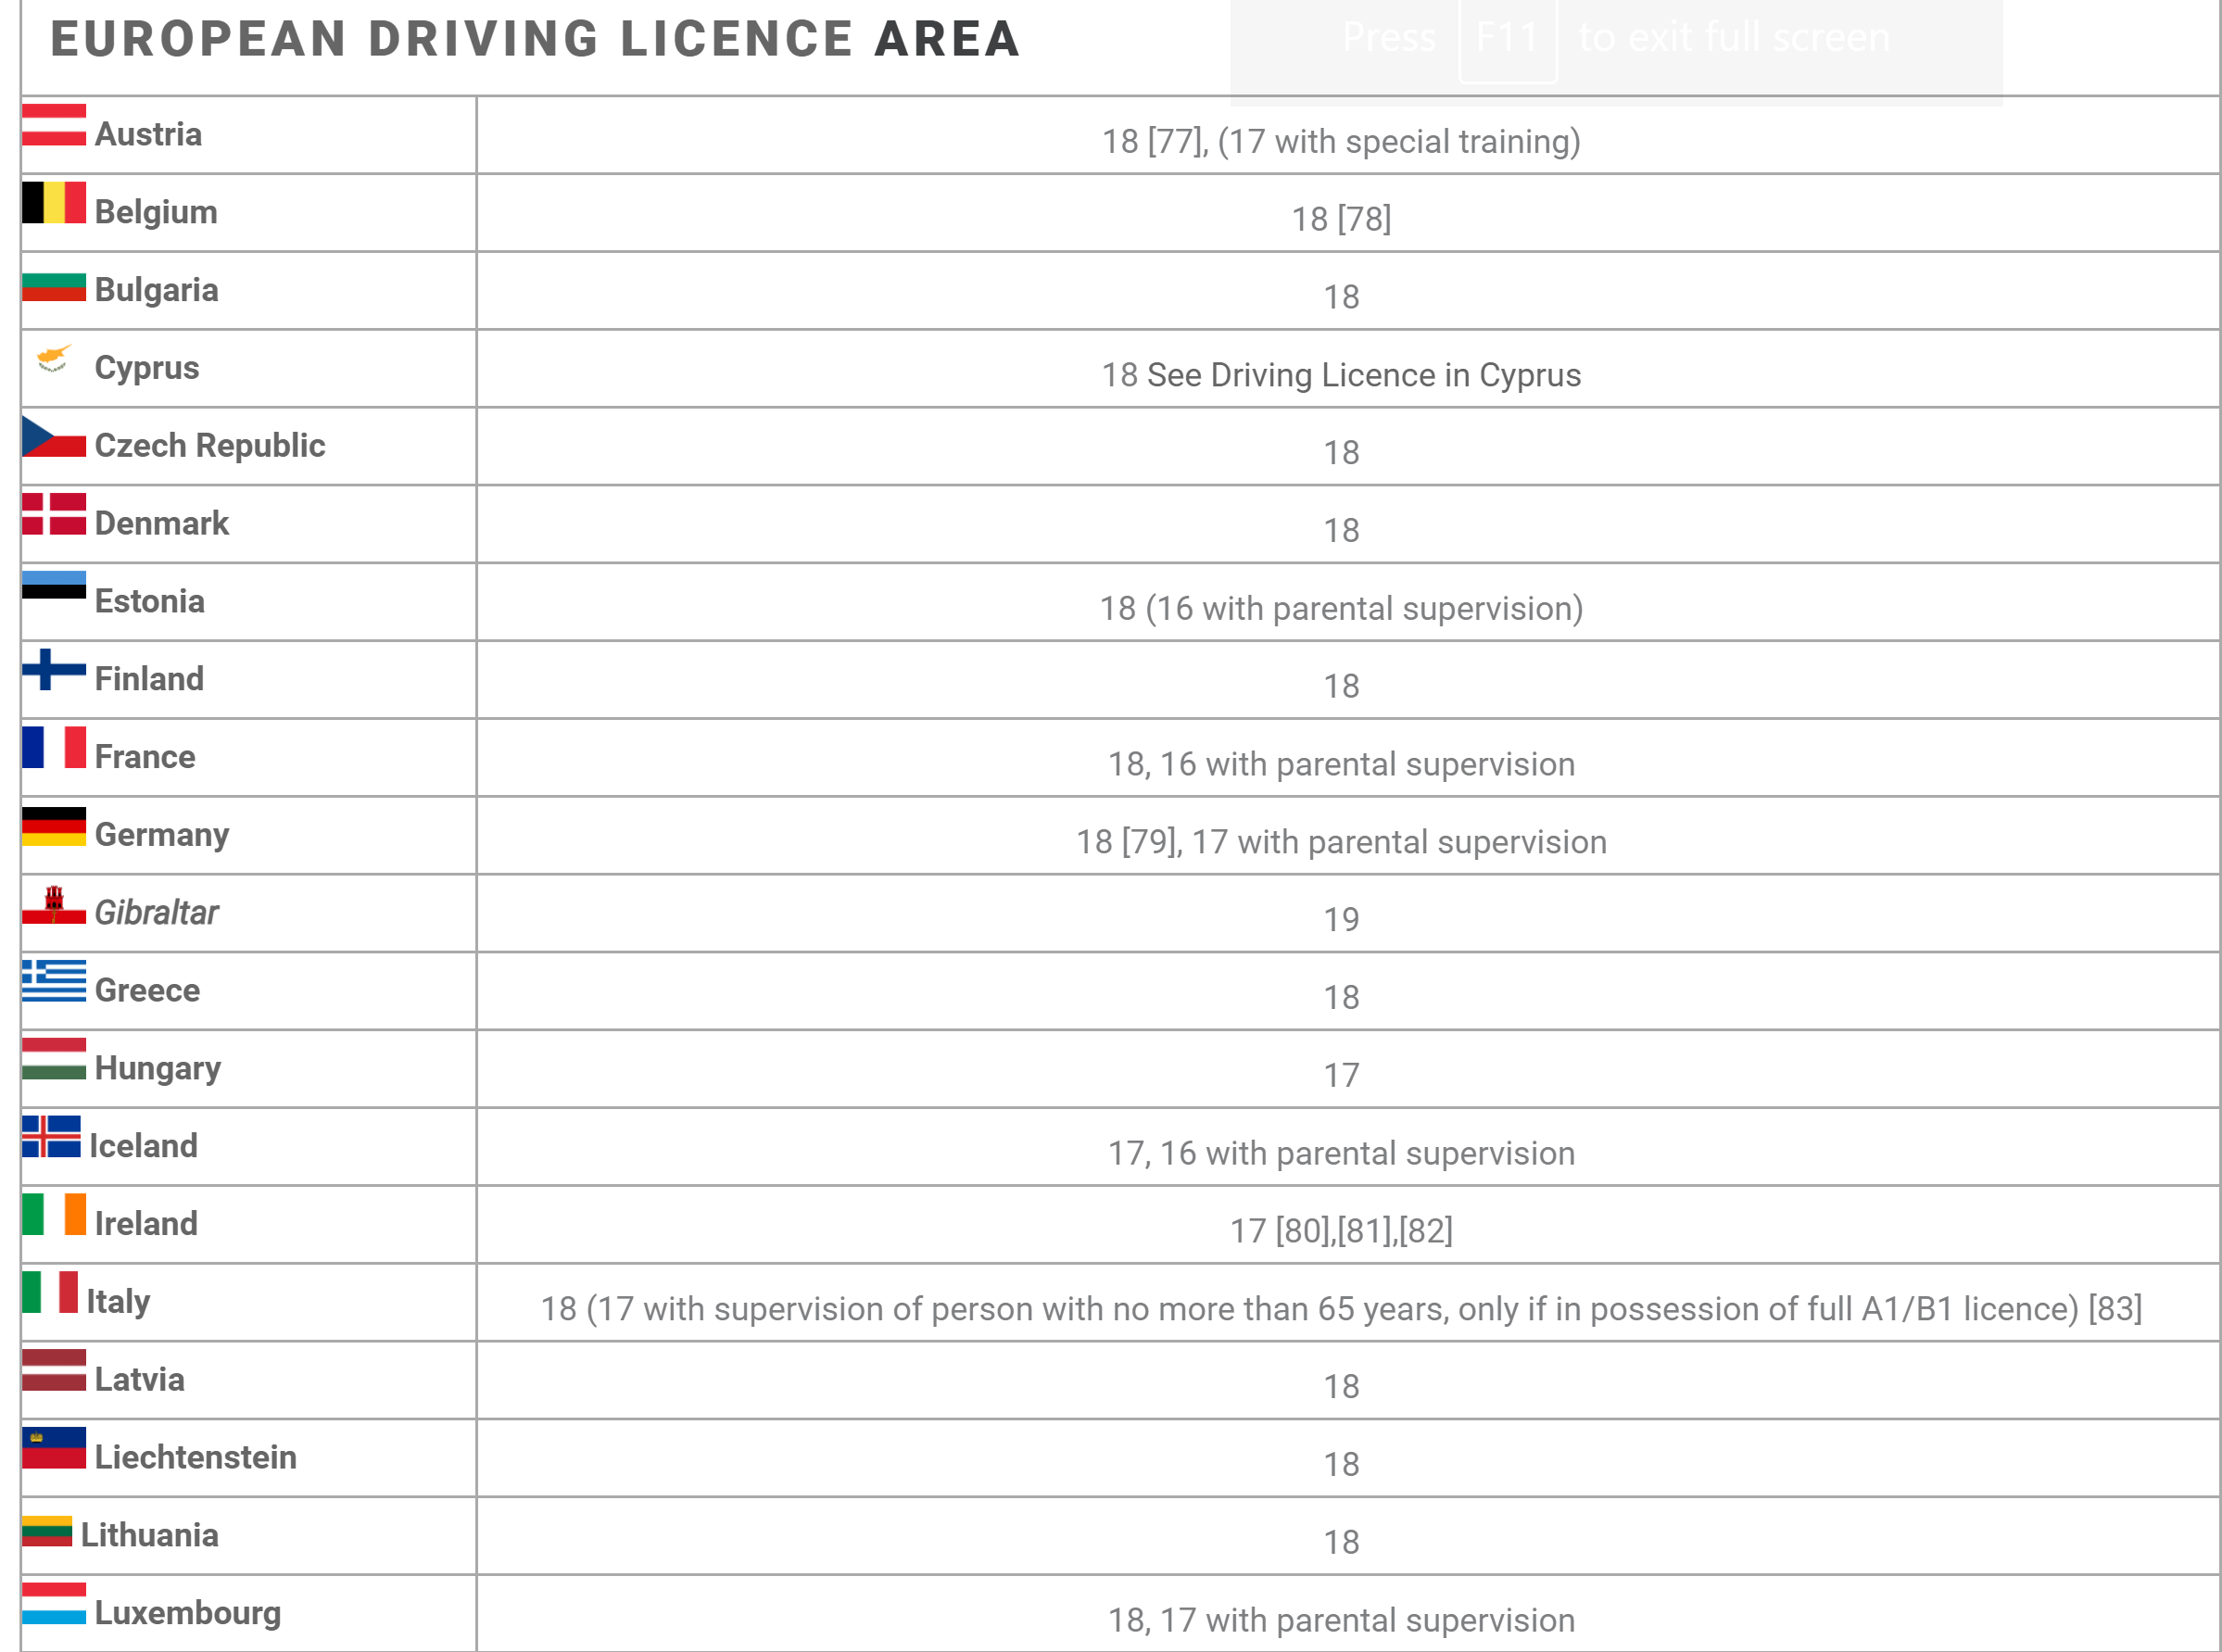 EUROPEAN DRIVING LICENCE AREA
Press F11 to exit full screen
Austria 18 [77], (17 with special training)
Belgium 18 [78]
Bulgaria 18
Cyprus 18 See Driving Licence in Cyprus
Czech Republic 18
Denmark 18
Estonia 18 (16 with parental supervision)
Finland 18
France 18, 16 with parental supervision
Germany 18 [79], 17 with parental supervision
Gibraltar 19
Greece 18
Hungary 17
Iceland 17, 16 with parental supervision
Ireland 17 [80],[81],[82]
Italy 18 (17 with supervision of person with no more than 65 years, only if in possession of full A1/B1 licence) [83]
Latvia 18
Liechtenstein 18
Lithuania 18
Luxembourg 18, 17 with parental supervision